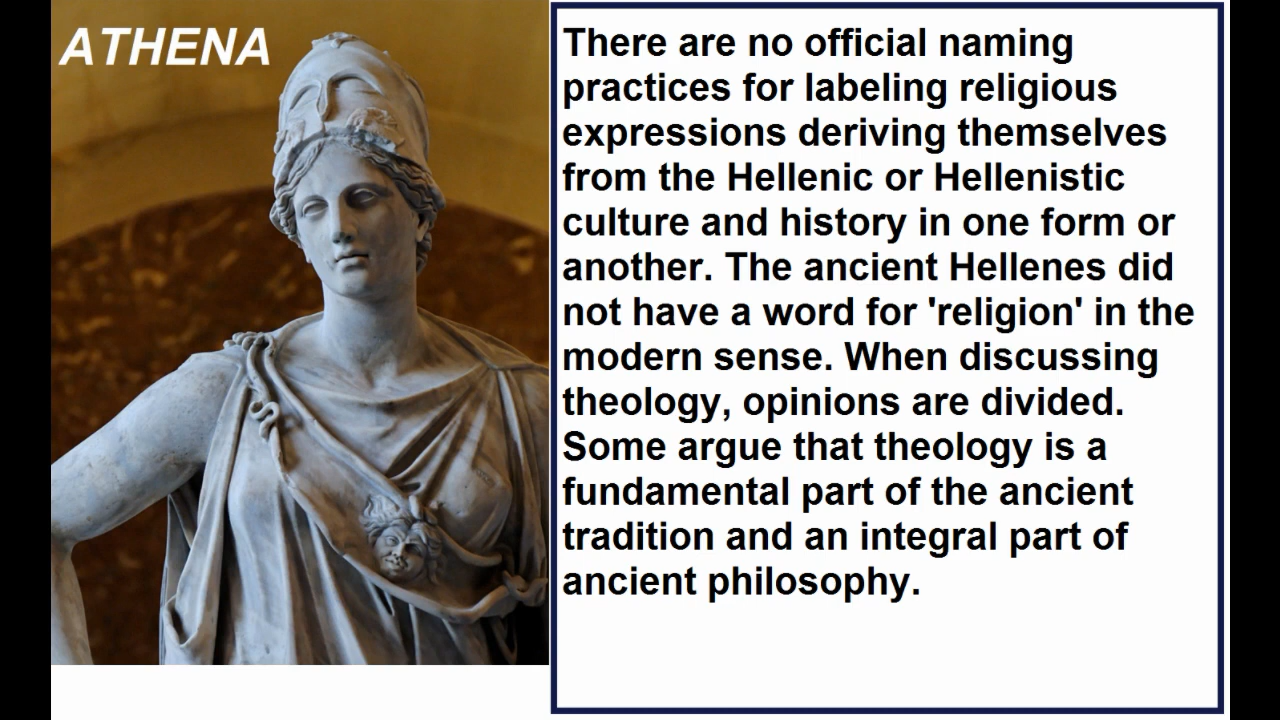 ATHENA
There are no official naming
practices for labeling religious
expressions deriving themselves
from the Hellenic or Hellenistic
culture and history in one form or
another. The ancient Hellenes did
not have a word for 'religion' in the
modern sense. When discussing
theology, opinions are divided.
Some argue that theology is a
fundamental part of the ancient
tradition and an integral part of
ancient philosophy.